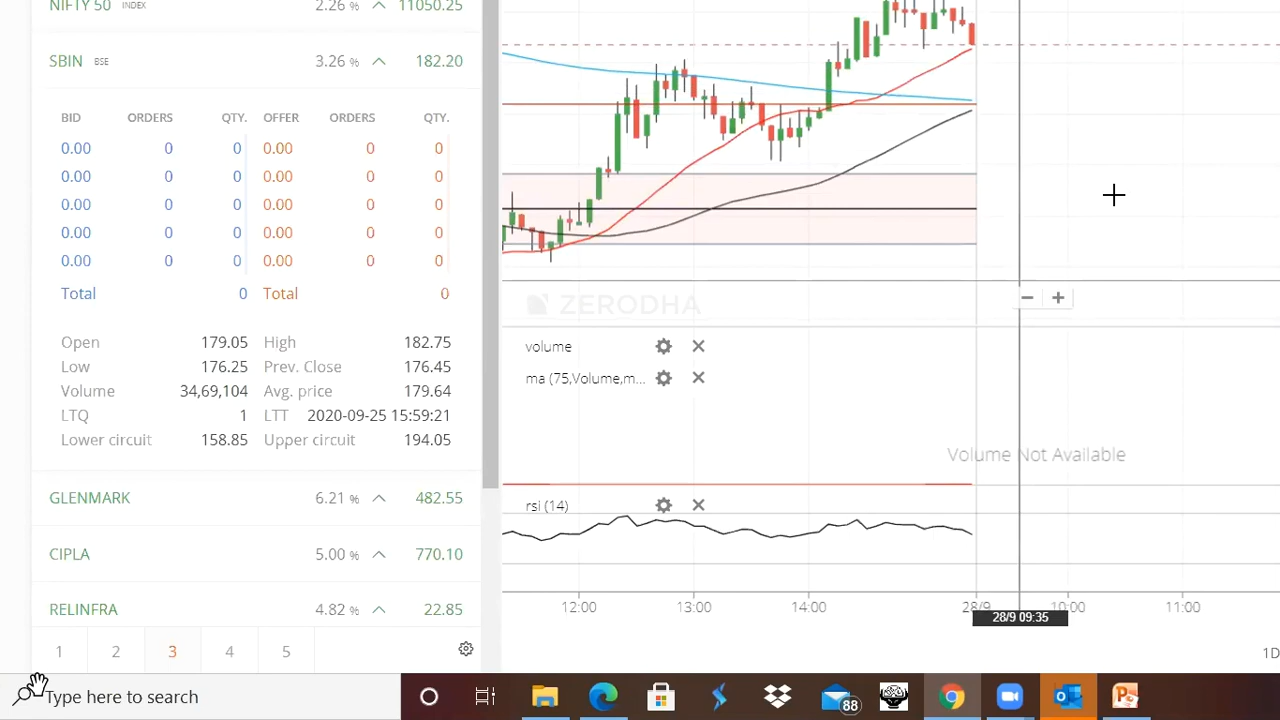 NIFTY 50 INDEX 2.26 % 11050.25
SBIN BSE 3.26 % 182.20
BID ORDERS QTY. OFFER ORDERS QTY.
0.00 0 0 0.00 0 0
0.00 0 0 0.00 0 0
0.00 0 0 0.00 0 0
0.00 0 0 0.00 0 0
0.00 0 0 0.00 0 0
Total 0 Total 0
Open 179.05 High 182.75
Low 176.25 Prev. Close 176.45
Volume 34,69,104 Avg. price 179.64
LTQ 1 LTT 2020-09-25 15:59:21
Lower circuit 158.85 Upper circuit 194.05
GLENMARK 6.21 % 482.55
CIPLA 5.00 % 770.10
RELINFRA 4.82 % 22.85
1 2 3 4 5
ZERODHA
volume
ma (75,Volume,m...
Volume Not Available
rsi (14)
12:00 13:00 14:00 28/9 10:00 11:00
28/9 09:35
1D
Type here to search
88